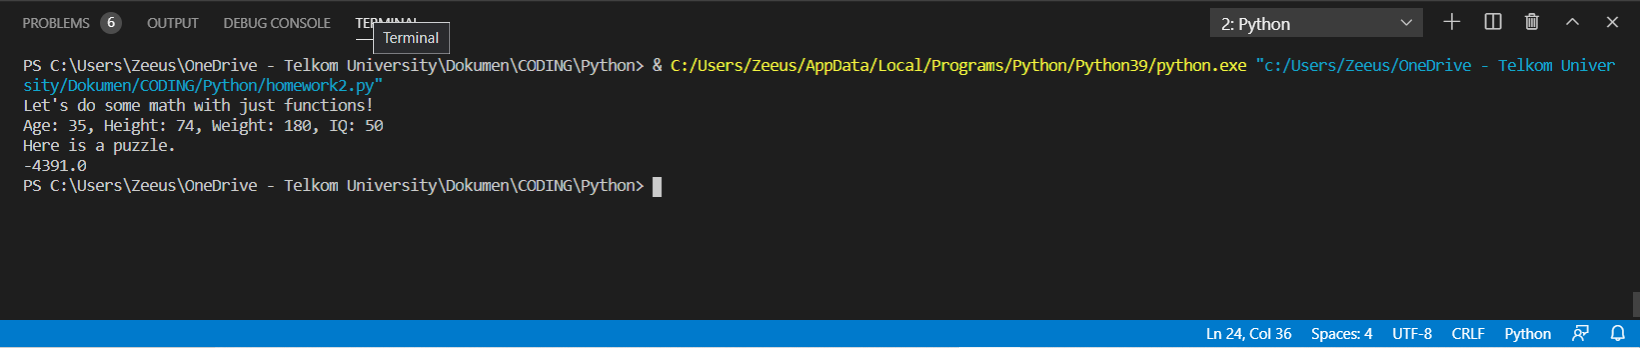 PROBLEMS 6 OUTPUT DEBUG CONSOLE TERMINAL 2: Python
Terminal
PS C:\Users\Zeeus\OneDrive - Telkom University\Dokumen\CODING\Python> & C:/Users/Zeeus/AppData/Local/Programs/Python/Python39/python.exe "c:/Users/Zeeus/OneDrive - Telkom Univer
sity/Dokumen/CODING/Python/homework2.py"
Let's do some math with just functions!
Age: 35, Height: 74, Weight: 180, IQ: 50
Here is a puzzle.
-4391.0
PS C:\Users\Zeeus\OneDrive - Telkom University\Dokumen\CODING\Python>
Ln 24, Col 36 Spaces: 4 UTF-8 CRLF Python